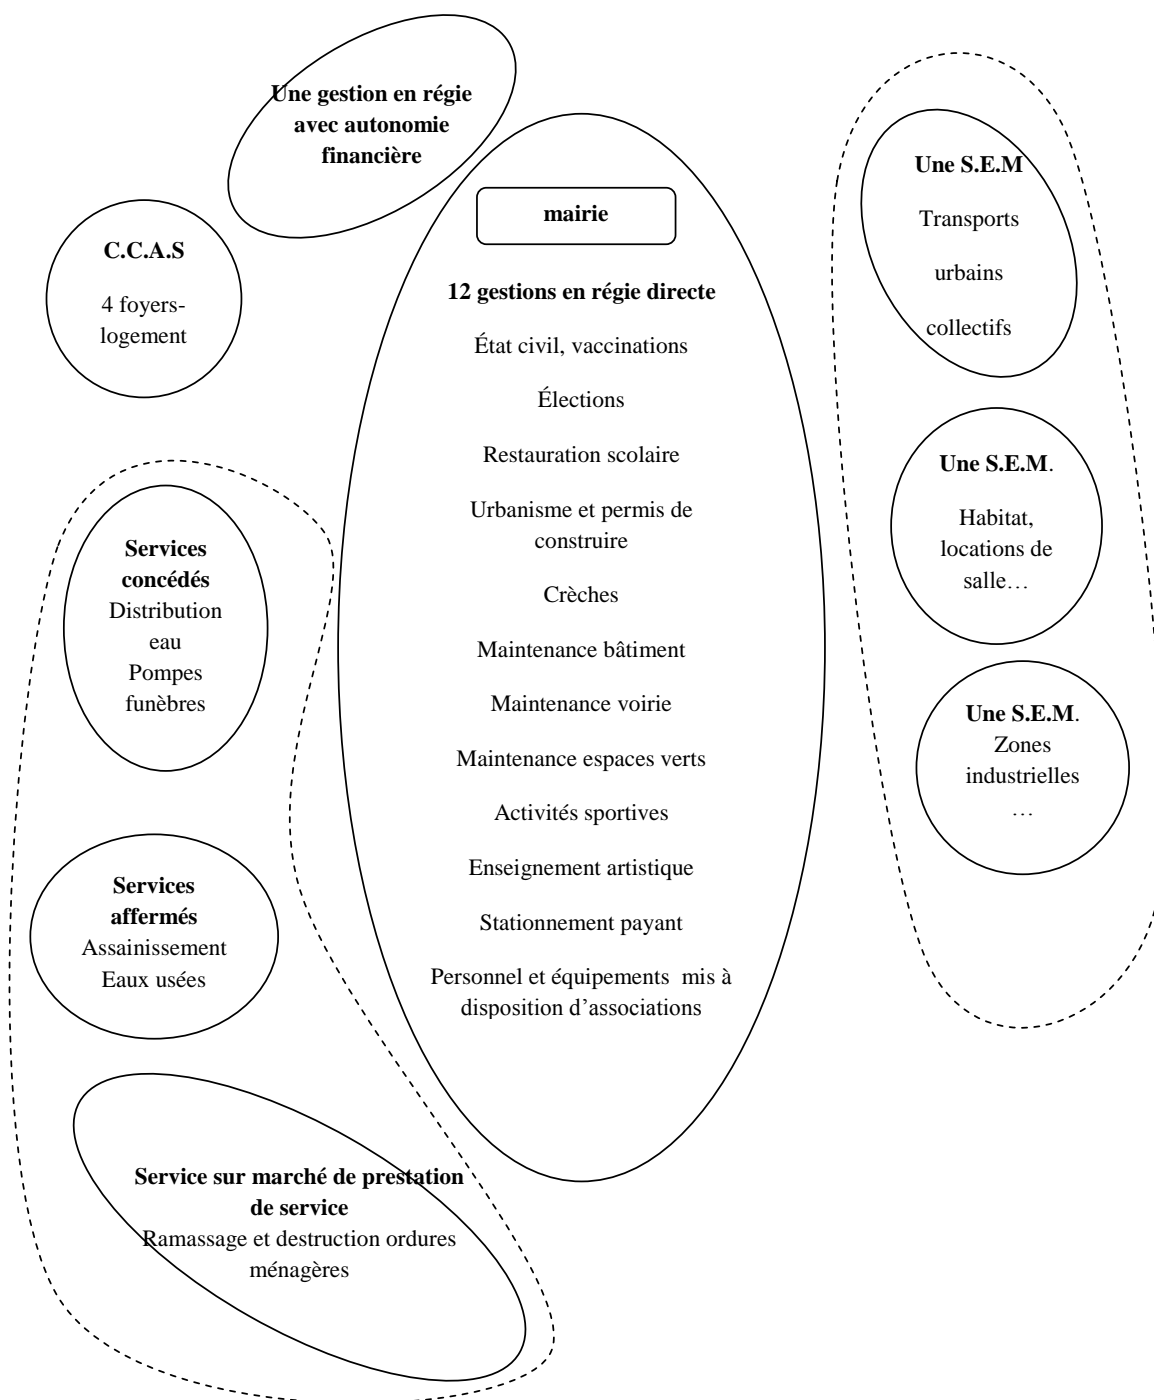 Une gestion en régie
avec autonomie
financière
C.C.A.S
4 foyers-
logement
mairie
12 gestions en régie directe
État civil, vaccinations
Élections
Restauration scolaire
Urbanisme et permis de
construire
Crèches
Maintenance bâtiment
Maintenance voirie
Maintenance espaces verts
Activités sportives
Enseignement artistique
Stationnement payant
Personnel et équipements  mis à
disposition d’associations
Une S.E.M
Transports
urbains
collectifs
Une S.E.M.
Habitat,
locations de
salle…
Une S.E.M.
Zones
industrielles
…
Services
concédés
Distribution
eau
Pompes
funèbres
Services
affermés
Assainissement
Eaux usées
Service sur marché de prestation
de service
Ramassage et destruction ordures
ménagères